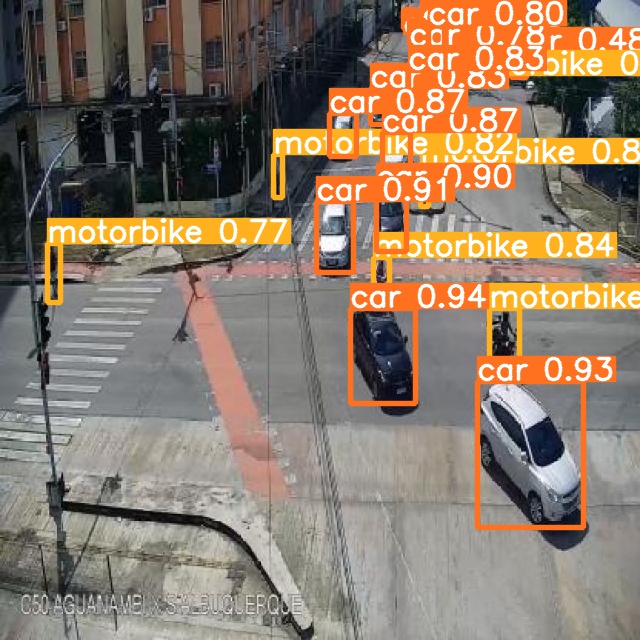 car 0.80
car 0.78
car 0.48
car 0.83
motorbike 0
car 0.83
car 0.87
car 0.87
motorbike 0.82
motorbike 0.8
car 0.90
car 0.91
motorbike 0.77
motorbike 0.84
car 0.94
motorbike
car 0.93
C50 AGUANAMBI X S.ALBUQUERQUE